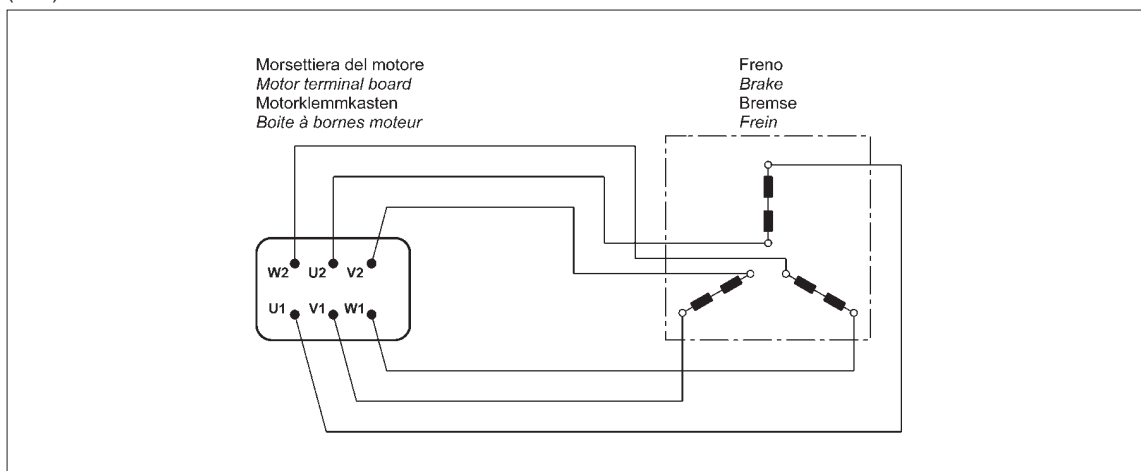 Morsettiera del motore
Motor terminal board
Motorklemmkasten
Boite à bornes moteur
Freno
Brake
Bremse
Frein
W2 U2 V2
U1 V1 W1